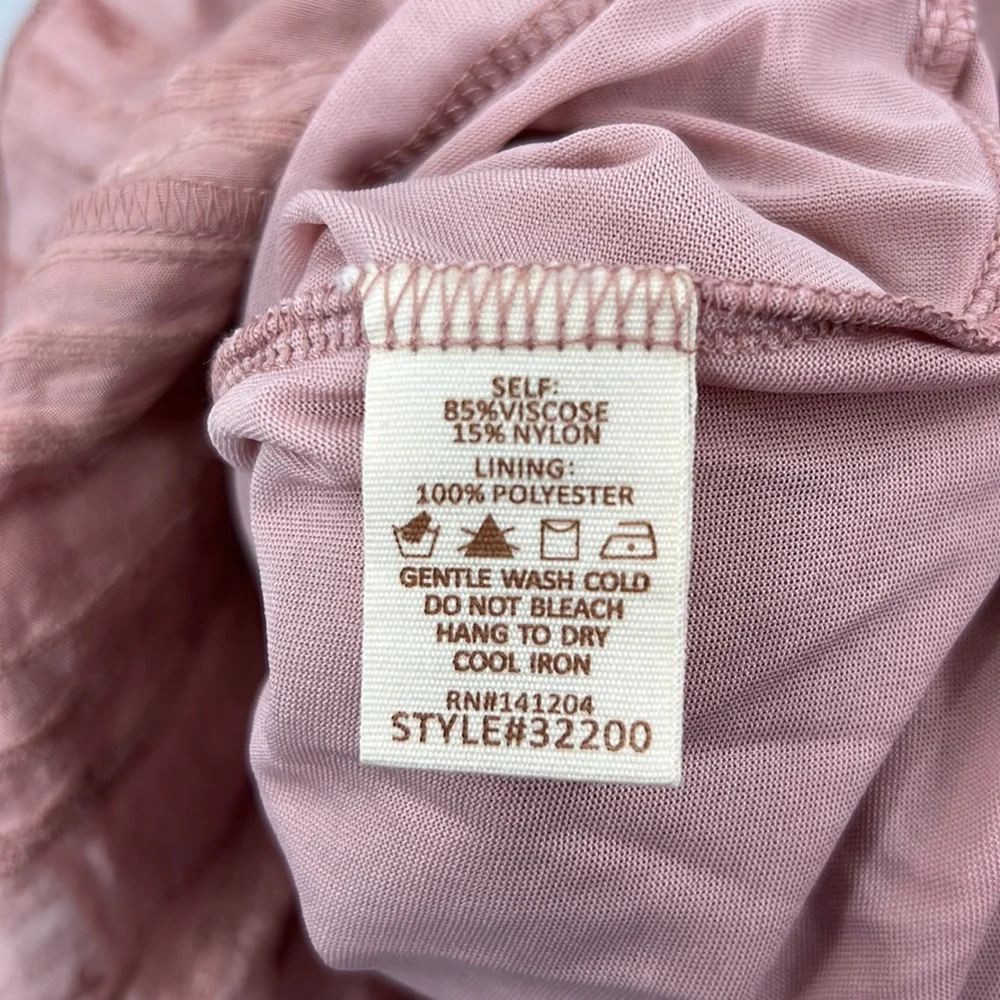 SELF:
85%VISCOSE
15% NYLON
LINING:
100% POLYESTER
GENTLE WASH COLD
DO NOT BLEACH
HANG TO DRY
COOL IRON
RN#141204
STYLE#32200